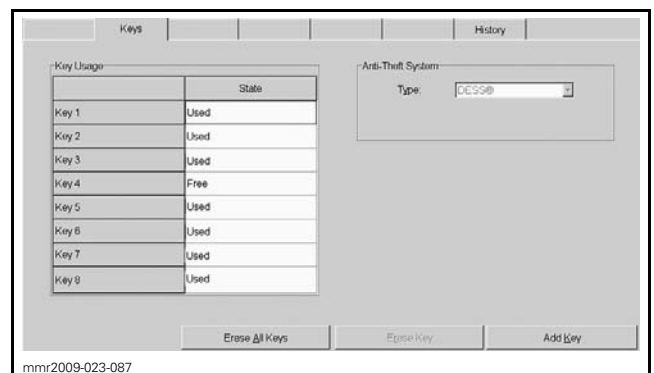 Keys
History
Key Usage
State
Key 1 Used
Key 2 Used
Key 3 Used
Key 4 Free
Key 5 Used
Key 6 Used
Key 7 Used
Key 8 Used
Anti-Theft System
Type: DESS®
Erase All Keys
Erase Key
Add Key
mmr2009-023-087